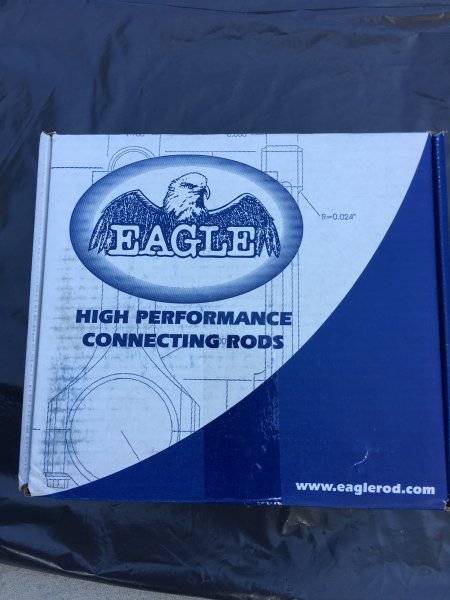 R=0.024"
EAGLE
HIGH PERFORMANCE
CONNECTING RODS
www.eaglerod.com